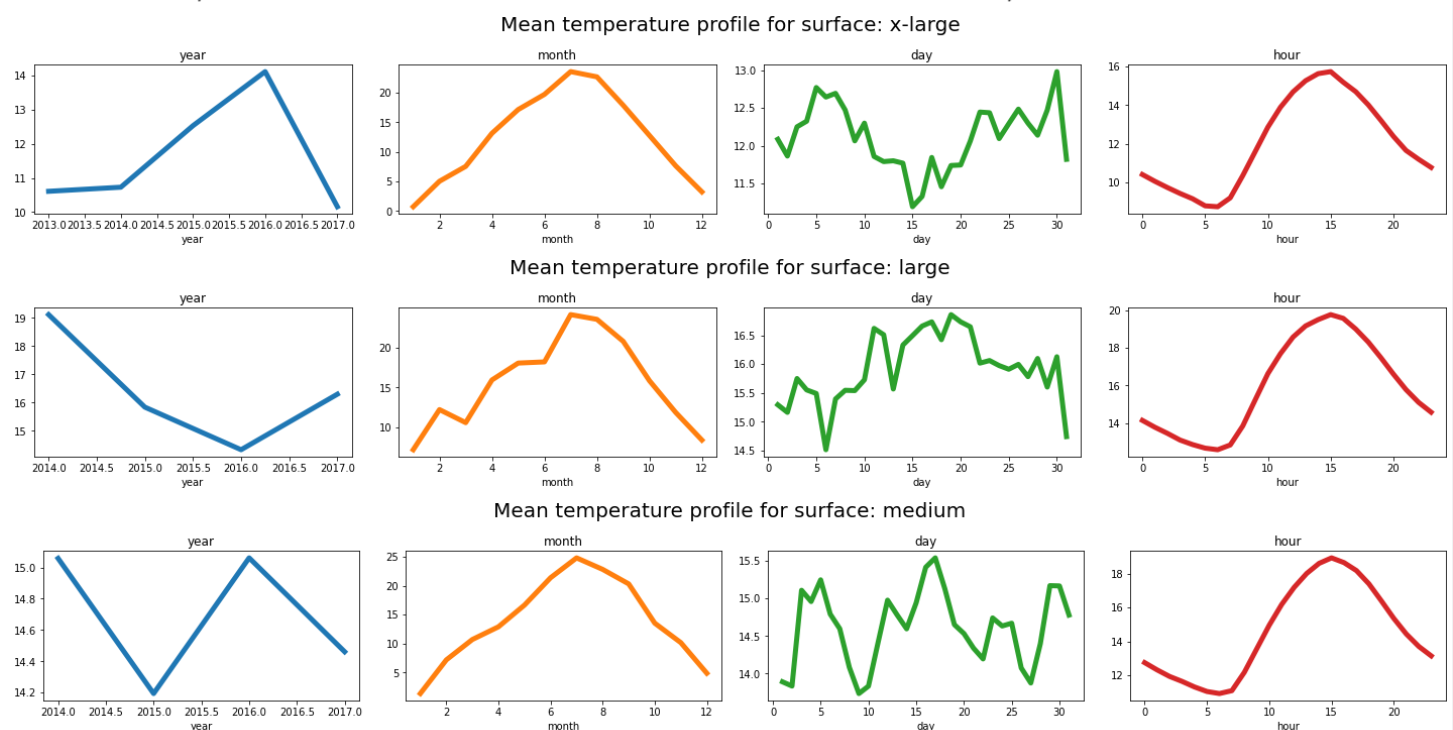 Mean temperature profile for surface: x-large
year month day hour
14 13 12 11 10
2013.0 2013.5 2014.0 2014.5 2015.0 2015.5 2016.0 2016.5 2017.0
year
20 15 10 5 0
2 4 6 8 10 12
month
13.0 12.5 12.0 11.5
0 5 10 15 20 25 30
day
16 14 12 10
0 5 10 15 20
hour
Mean temperature profile for surface: large
year month day hour
19 18 17 16 15
2014.0 2014.5 2015.0 2015.5 2016.0 2016.5 2017.0
year
20 15 10
2 4 6 8 10 12
month
16.5 16.0 15.5 15.0 14.5
0 5 10 15 20 25 30
day
20 18 16 14
0 5 10 15 20
hour
Mean temperature profile for surface: medium
year month day hour
15.0 14.8 14.6 14.4 14.2
2014.0 2014.5 2015.0 2015.5 2016.0 2016.5 2017.0
year
25 20 15 10 5
2 4 6 8 10 12
month
15.5 15.0 14.5 14.0
0 5 10 15 20 25 30
day
18 16 14 12
0 5 10 15 20
hour